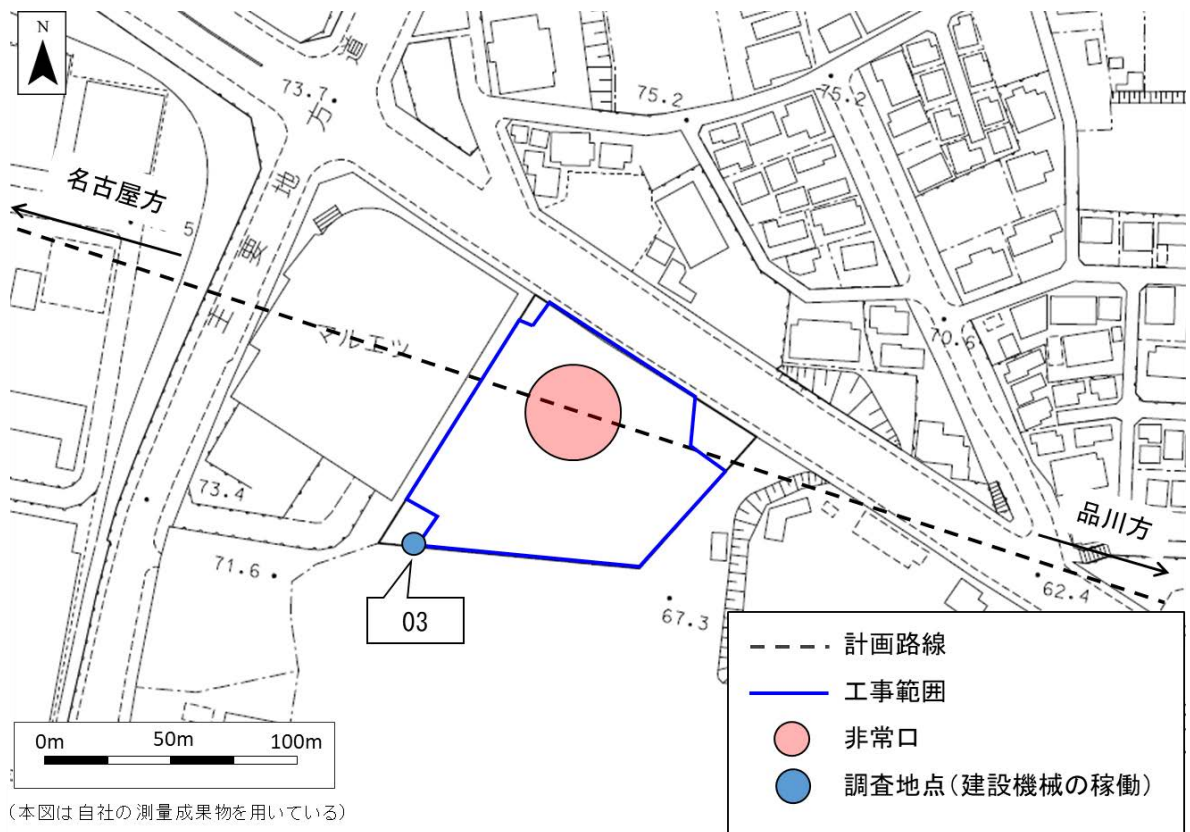 N
73.7
75.2
75.2
名古屋方
5
主要地方道
マルエツ
70.6
73.4
品川方
71.6
62.4
67.3
03
計画路線
工事範囲
非常口
調査地点(建設機械の稼働)
0m 50m 100m
(本図は自社の測量成果物を用いている)